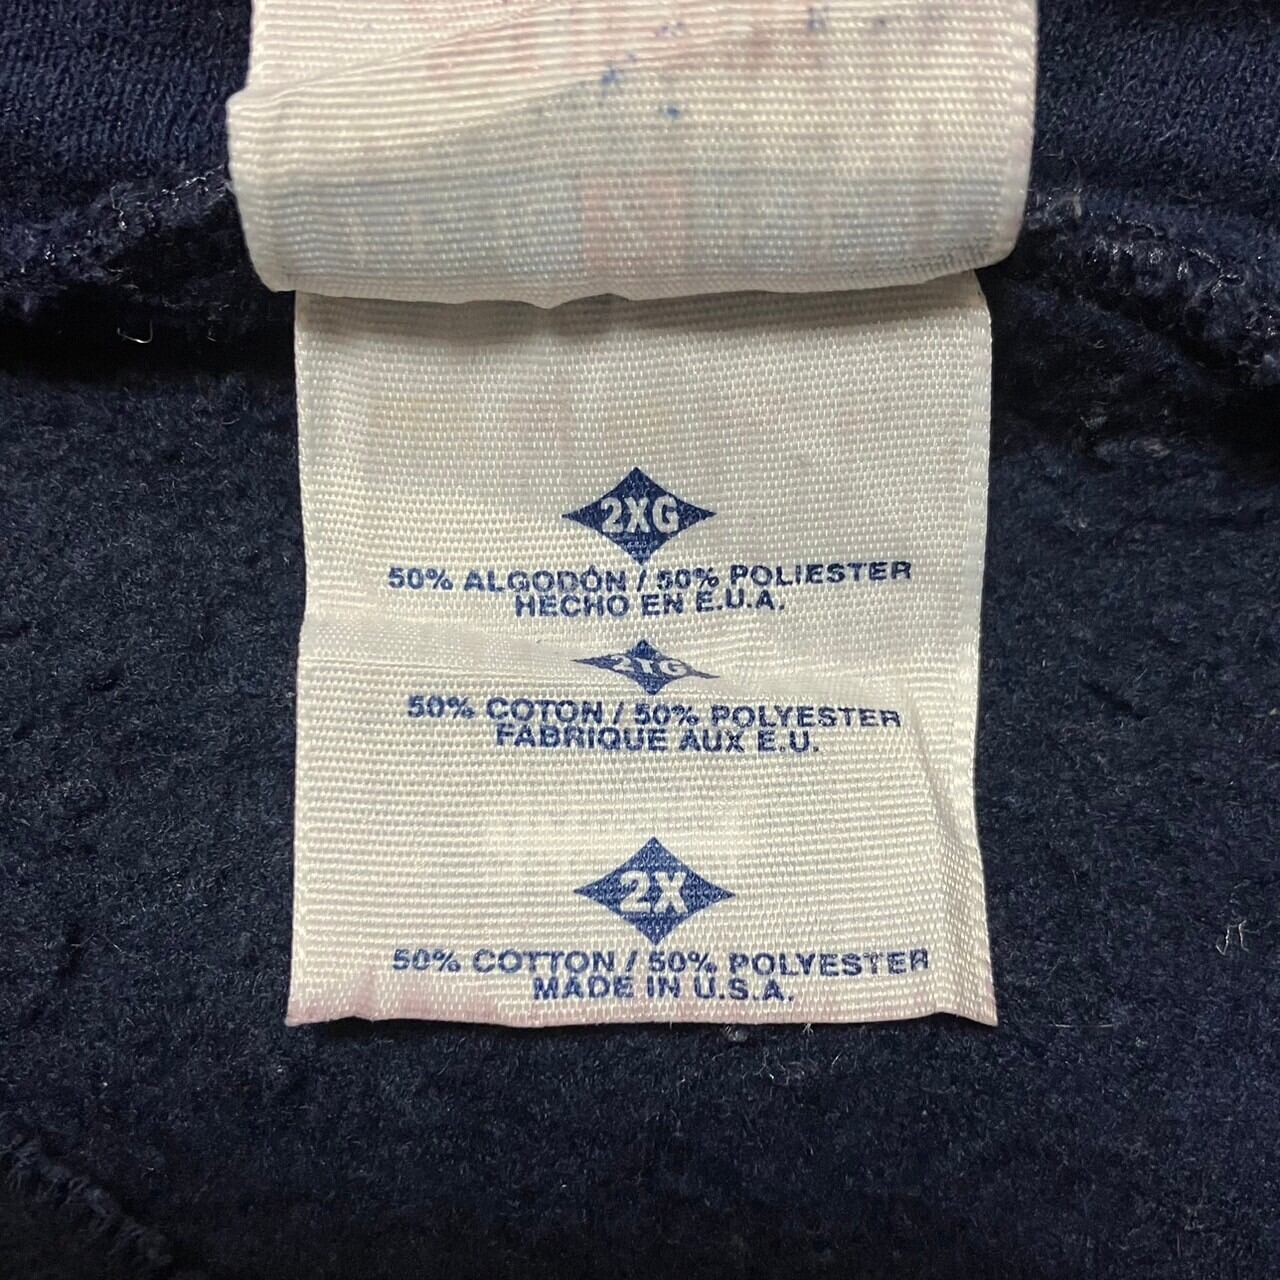 2XG
50% ALGODÓN / 50% POLIESTER
HECHO EN E.U.A.
2TG
50% COTON / 50% POLYESTER
FABRIQUE AUX E.U.
2X
50% COTTON / 50% POLYESTER
MADE IN U.S.A.